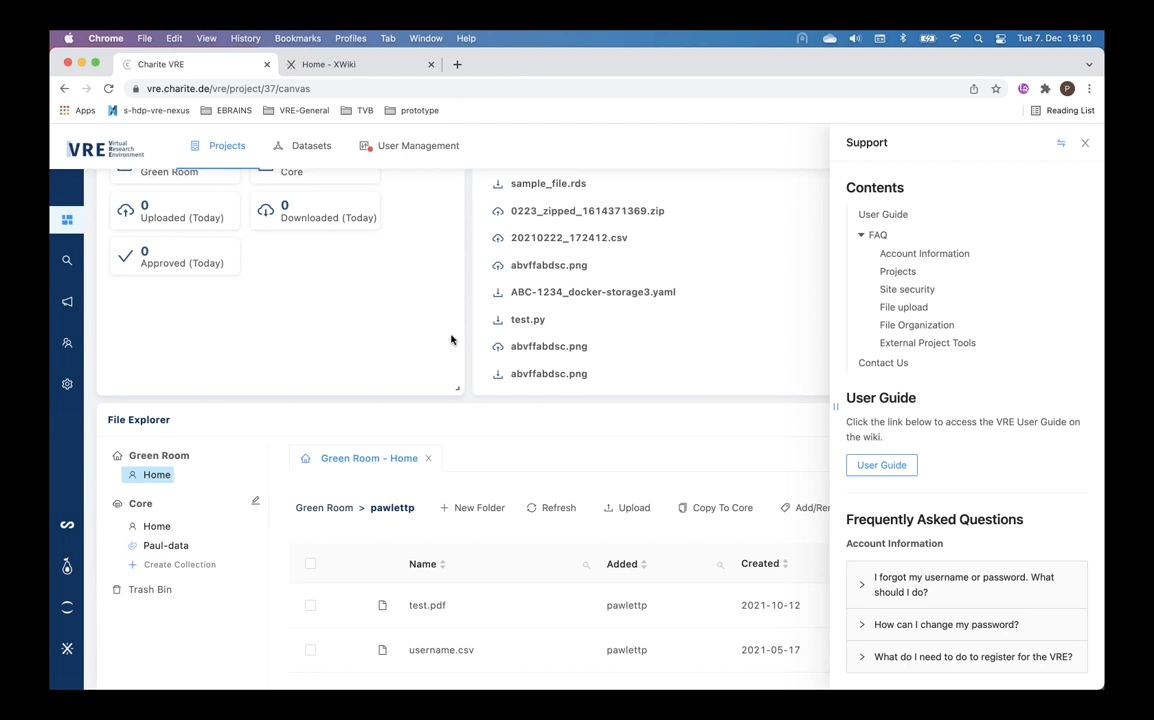 Chrome File Edit View History Bookmarks Profiles Tab Window Help Tue 7. Dec 19:10
Charite VRE Home - XWiki
vre.charite.de/vre/project/37/canvas
Apps s-hdp-vre-nexus EBRAINS VRE-General TVB prototype Reading List
VRE Virtual Research Environment Projects Datasets User Management
Green Room Core
0 Uploaded (Today)
0 Downloaded (Today)
0 Approved (Today)
sample_file.rds
0223_zipped_1614371369.zip
20210222_172412.csv
abvffabdsc.png
ABC-1234_docker-storage3.yaml
test.py
abvffabdsc.png
abvffabdsc.png
File Explorer
Green Room
Home
Core
Home
Paul-data
Create Collection
Trash Bin
Green Room - Home
Green Room > pawlettp New Folder Refresh Upload Copy To Core Add/Rer
Name Added Created
test.pdf pawlettp 2021-10-12
username.csv pawlettp 2021-05-17
Support
Contents
User Guide
FAQ
Account Information
Projects
Site security
File upload
File Organization
External Project Tools
Contact Us
User Guide
Click the link below to access the VRE User Guide on
the wiki.
User Guide
Frequently Asked Questions
Account Information
I forgot my username or password. What
should I do?
How can I change my password?
What do I need to do to register for the VRE?